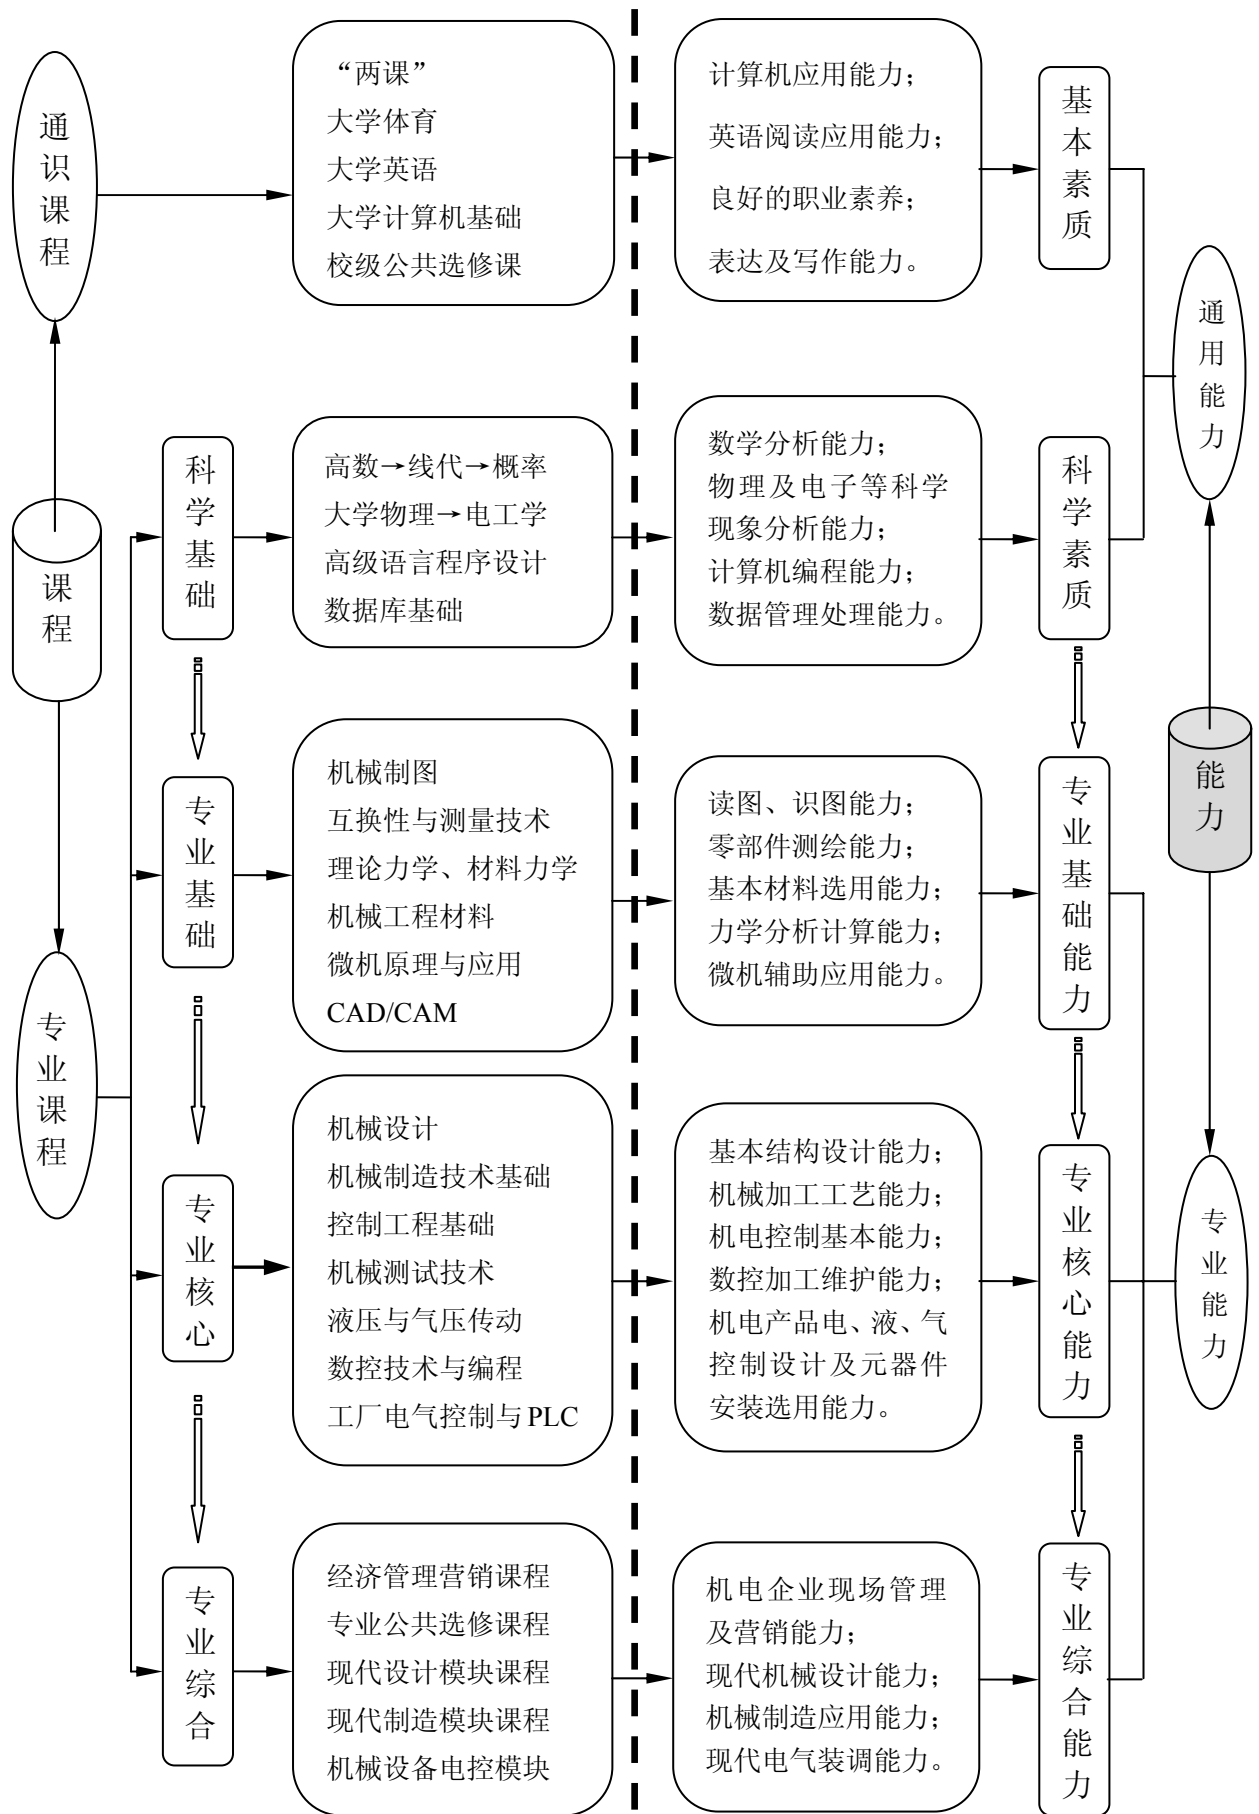 通识课程
“两课”
大学体育
大学英语
大学计算机基础
校级公共选修课
计算机应用能力；
英语阅读应用能力；
良好的职业素养；
表达及写作能力。
基本素质
通用能力
课程
科学基础
高数→线代→概率
大学物理→电工学
高级语言程序设计
数据库基础
数学分析能力；
物理及电子等科学
现象分析能力；
计算机编程能力；
数据管理处理能力。
科学素质
能力
专业基础
机械制图
互换性与测量技术
理论力学、材料力学
机械工程材料
微机原理与应用
CAD/CAM
读图、识图能力；
零部件测绘能力；
基本材料选用能力；
力学分析计算能力；
微机辅助应用能力。
专业基础能力
专业课程
专业核心
机械设计
机械制造技术基础
控制工程基础
机械测试技术
液压与气压传动
数控技术与编程
工厂电气控制与 PLC
基本结构设计能力；
机械加工工艺能力；
机电控制基本能力；
数控加工维护能力；
机电产品电、液、气
控制设计及元器件
安装选用能力。
专业核心能力
专业能力
专业综合
经济管理营销课程
专业公共选修课程
现代设计模块课程
现代制造模块课程
机械设备电控模块
机电企业现场管理
及营销能力；
现代机械设计能力；
机械制造应用能力；
现代电气装调能力。
专业综合能力